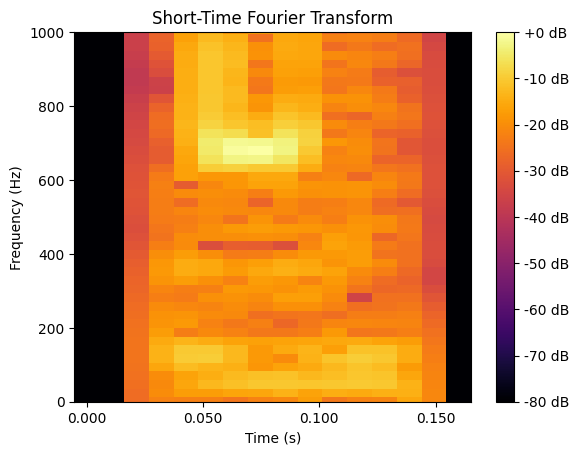 Short-Time Fourier Transform
1000
800
600
400
200
0
Frequency (Hz)
0.000
0.050
0.100
0.150
Time (s)
+0 dB
-10 dB
-20 dB
-30 dB
-40 dB
-50 dB
-60 dB
-70 dB
-80 dB